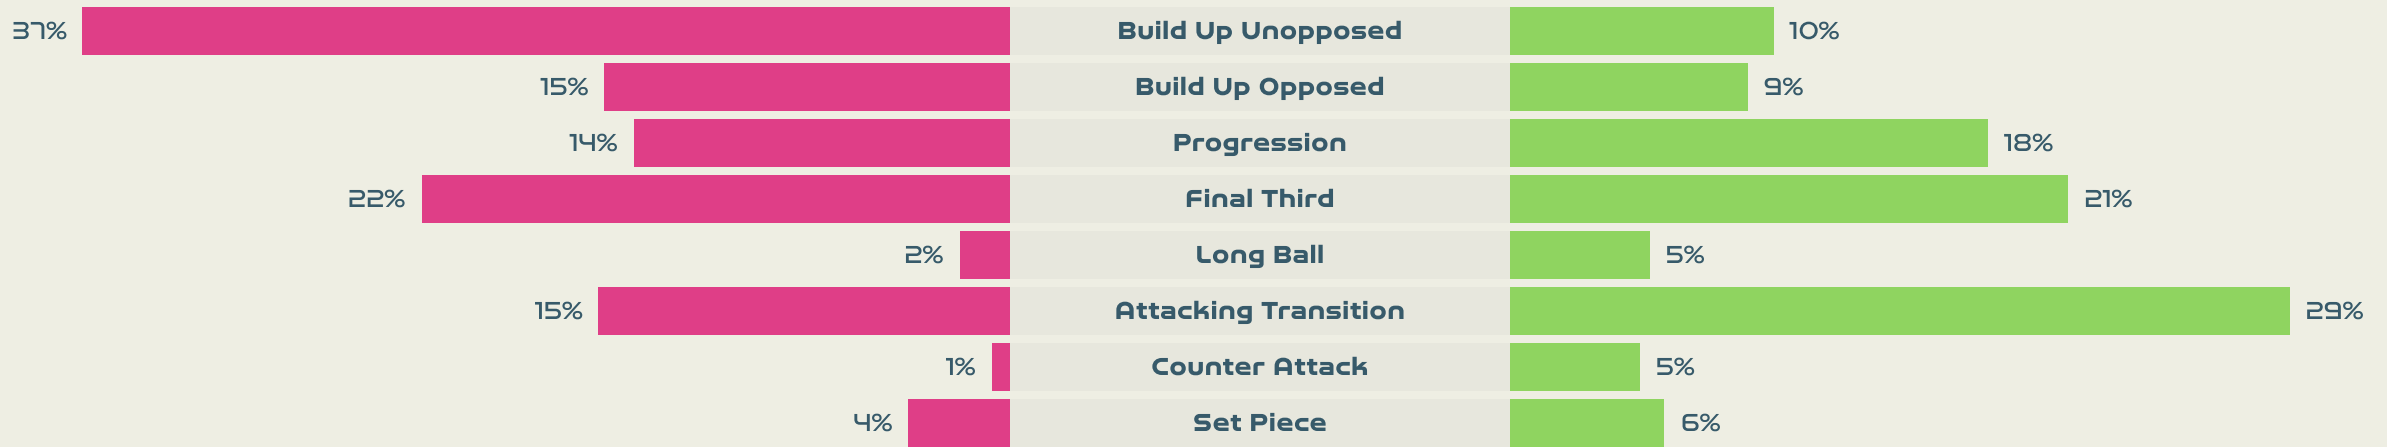 37% Build Up Unopposed 10%
15% Build Up Opposed 9%
14% Progression 18%
22% Final Third 21%
2% Long Ball 5%
15% Attacking Transition 29%
1% Counter Attack 5%
4% Set Piece 6%